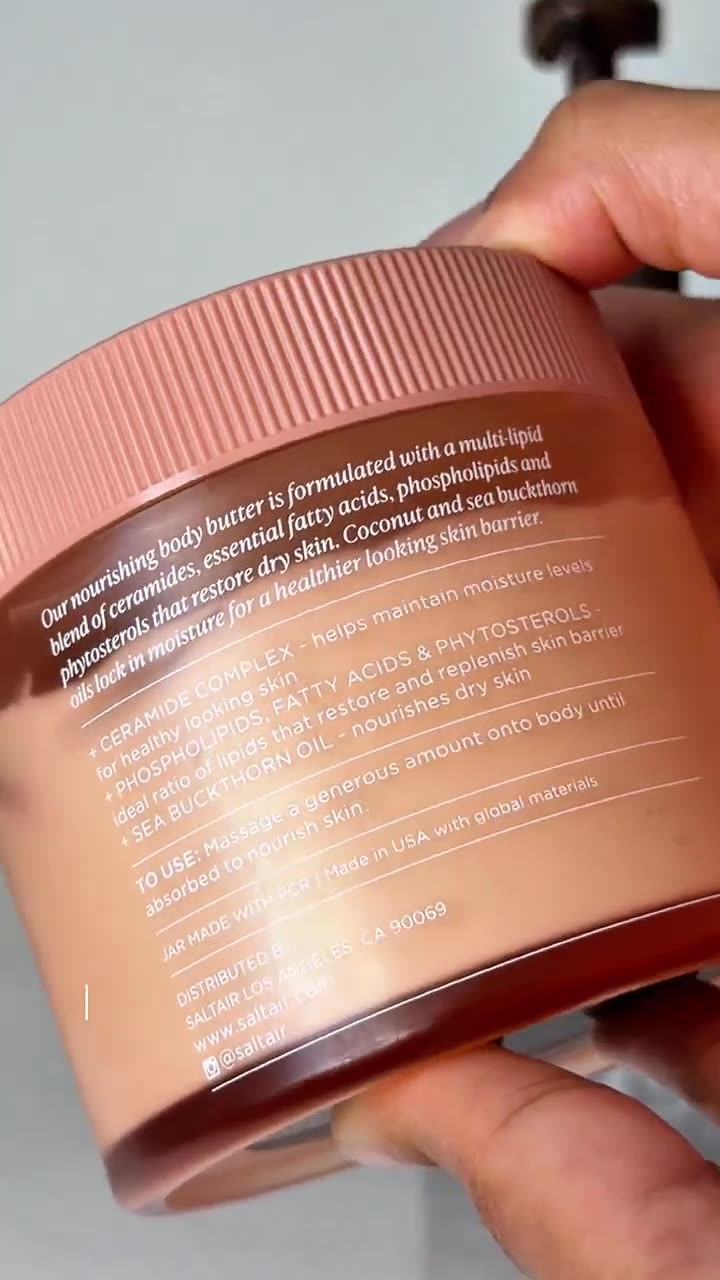 Our nourishing body butter is formulated with a multi-lipid
blend of ceramides, essential fatty acids, phospholipids and
phytosterols that restore dry skin. Coconut and sea buckthorn
oils lock in moisture for a healthier looking skin barrier.
+ CERAMIDE COMPLEX - helps maintain moisture levels
for healthy looking skin
+ PHOSPHOLIPIDS, FATTY ACIDS & PHYTOSTEROLS -
ideal ratio of lipids that restore and replenish skin barrier
+ SEA BUCKTHORN OIL - nourishes dry skin
TO USE: Massage a generous amount onto body until
absorbed to nourish skin.
JAR MADE WITH PCR | Made in USA with global materials
DISTRIBUTED BY
SALTAIR LOS ANGELES CA 90069
www.saltair.com
@saltair